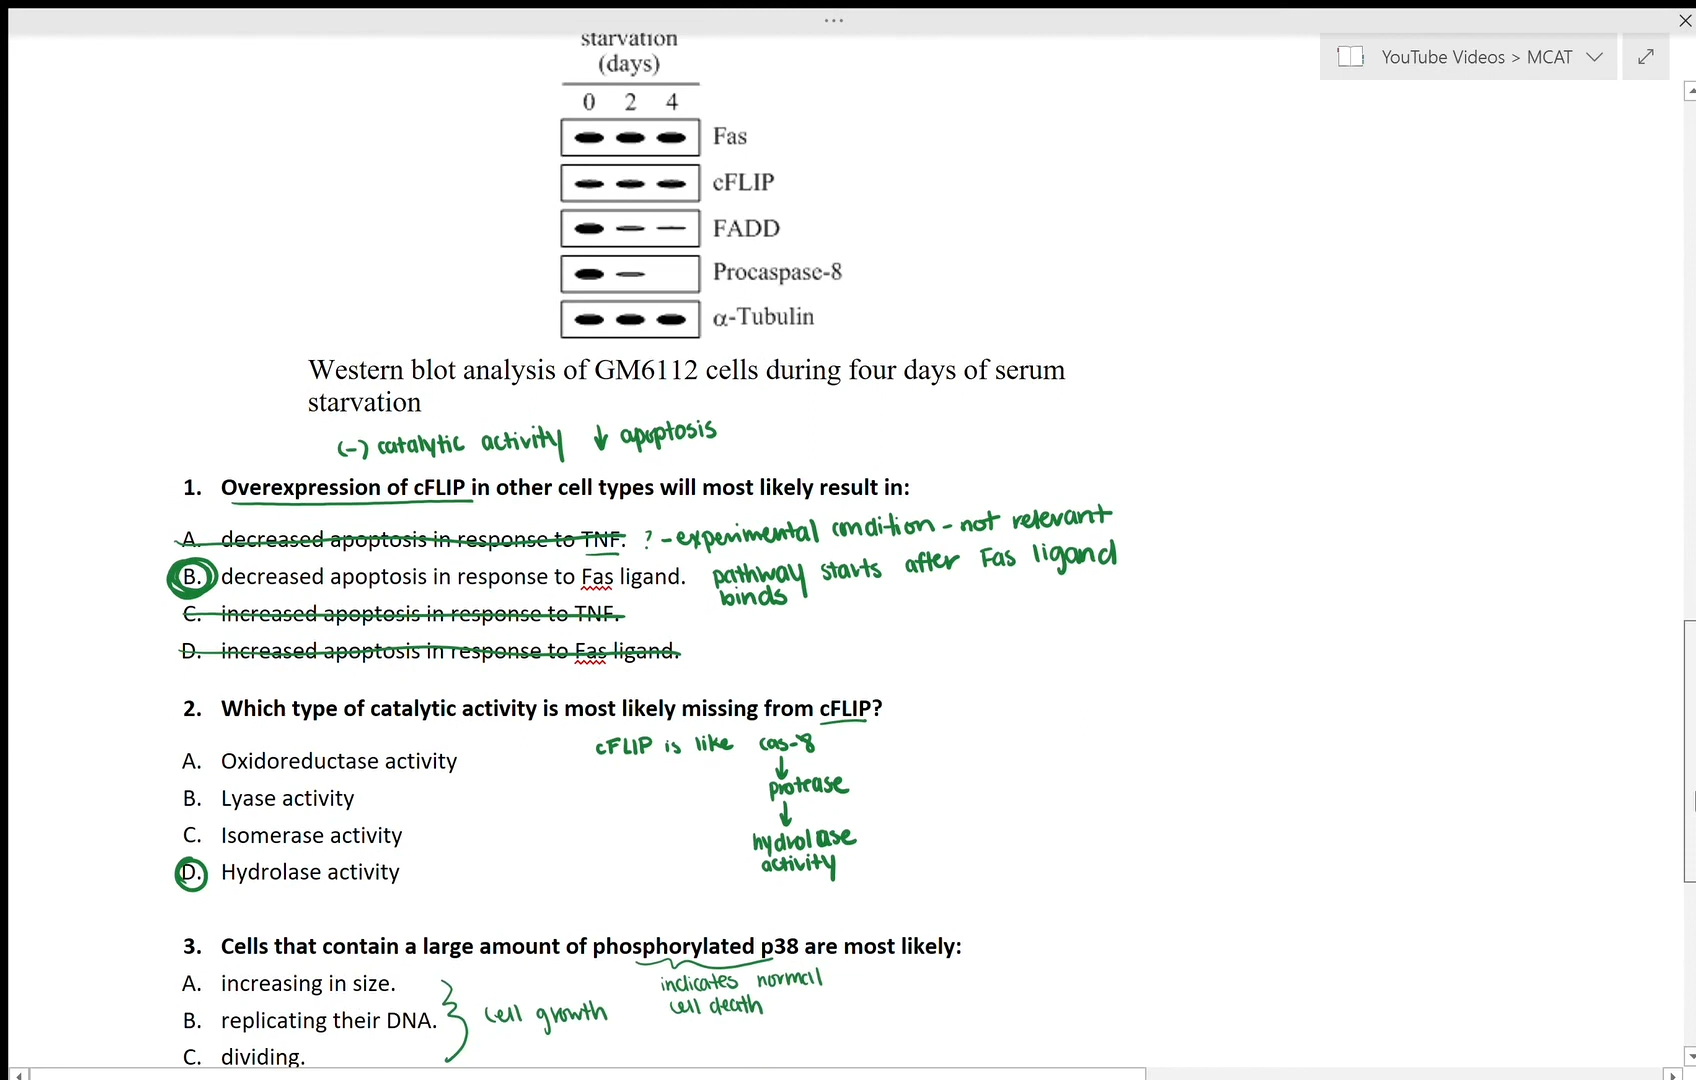 ...
YouTube Videos > MCAT
starvation
(days)
0 2 4
Fas
cFLIP
FADD
Procaspase-8
α-Tubulin
Western blot analysis of GM6112 cells during four days of serum
starvation
(-) catalytic activity ↓ apoptosis
1. Overexpression of cFLIP in other cell types will most likely result in:
A. decreased apoptosis in response to TNF. ? - experimental condition - not relevant
B. decreased apoptosis in response to Fas ligand. pathway starts after Fas ligand
binds
C. increased apoptosis in response to TNF.
D. increased apoptosis in response to Fas ligand.
2. Which type of catalytic activity is most likely missing from cFLIP?
cFLIP is like cas-8
A. Oxidoreductase activity
↓
protease
B. Lyase activity
↓
C. Isomerase activity
hydrolase
activity
D. Hydrolase activity
3. Cells that contain a large amount of phosphorylated p38 are most likely:
A. increasing in size.
indicates normal
cell death
B. replicating their DNA.
cell growth
C. dividing.